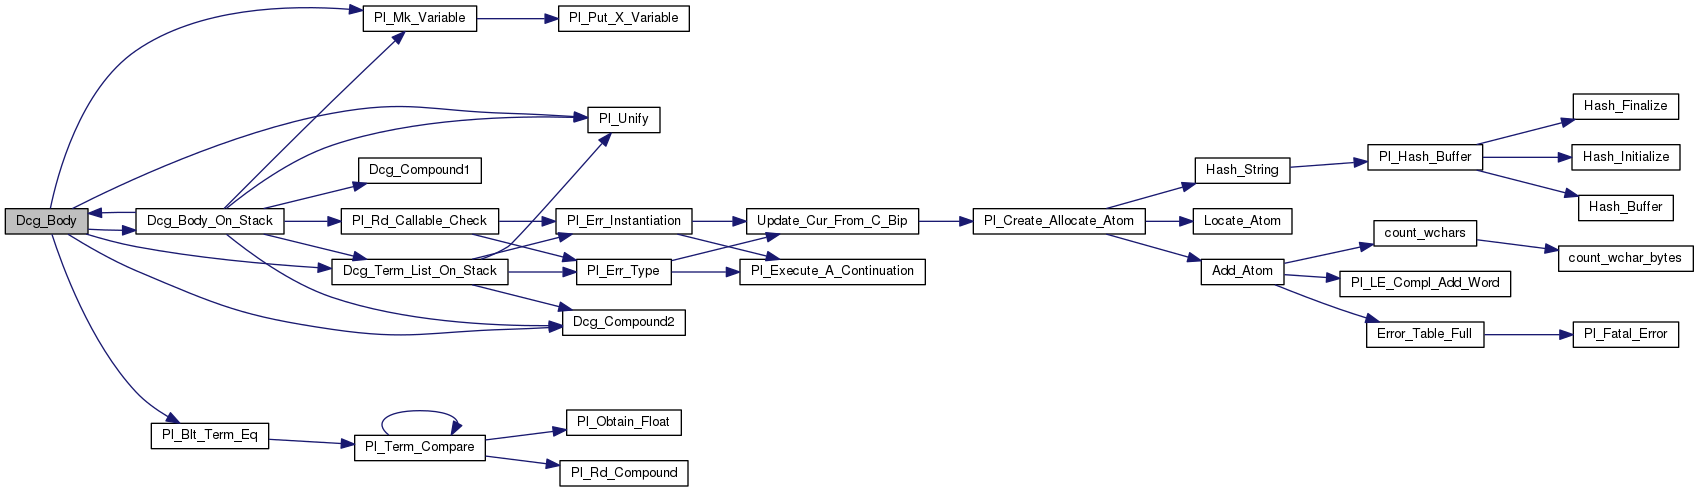 Dcg_Body
Pl_Mk_Variable
Pl_Put_X_Variable
Pl_Unify
Dcg_Compound1
Dcg_Body_On_Stack
Pl_Rd_Callable_Check
Dcg_Term_List_On_Stack
Pl_Err_Instantiation
Pl_Err_Type
Dcg_Compound2
Update_Cur_From_C_Bip
Pl_Execute_A_Continuation
Pl_Create_Allocate_Atom
Hash_String
Locate_Atom
Add_Atom
Pl_Hash_Buffer
Hash_Finalize
Hash_Initialize
Hash_Buffer
count_wchars
count_wchar_bytes
Pl_LE_Compl_Add_Word
Error_Table_Full
Pl_Fatal_Error
Pl_Blt_Term_Eq
Pl_Term_Compare
Pl_Obtain_Float
Pl_Rd_Compound